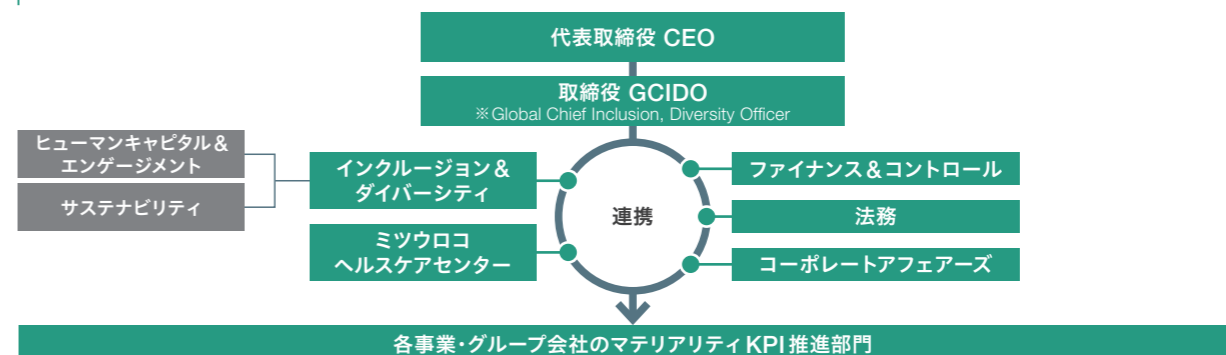 代表取締役 CEO
取締役 GCIDO
※Global Chief Inclusion, Diversity Officer
ヒューマンキャピタル＆
エンゲージメント
サステナビリティ
インクルージョン＆
ダイバーシティ
ミツウロコ
ヘルスケアセンター
連携
ファイナンス＆コントロール
法務
コーポレートアフェアーズ
各事業・グループ会社のマテリアリティKPI推進部門